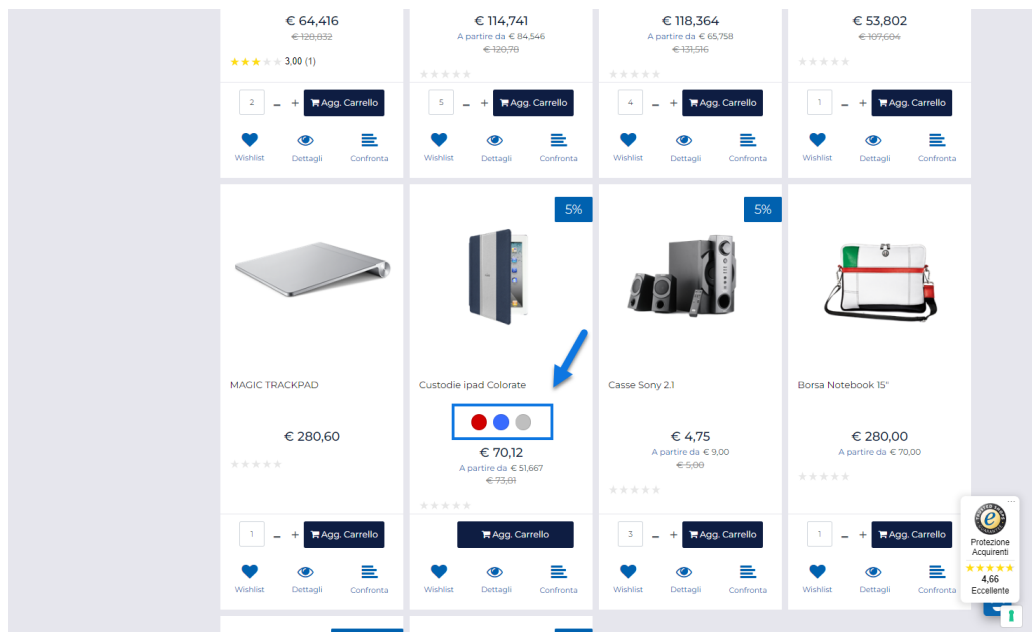 € 64,416
€ 128,832
3,00 (1)
2 - + Agg. Carrello
Wishlist Dettagli Confronta
€ 114,741
A partire da € 84,546
€ 120,78
5 - + Agg. Carrello
Wishlist Dettagli Confronta
€ 118,364
A partire da € 65,758
€ 131,516
4 - + Agg. Carrello
Wishlist Dettagli Confronta
€ 53,802
€ 107,604
1 - + Agg. Carrello
Wishlist Dettagli Confronta
MAGIC TRACKPAD
€ 280,60
1 - + Agg. Carrello
Wishlist Dettagli Confronta
5%
Custodie ipad Colorate
€ 70,12
A partire da € 51,667
€ 73,81
Agg. Carrello
Wishlist Dettagli Confronta
5%
Casse Sony 2.1
€ 4,75
A partire da € 9,00
€ 5,00
3 - + Agg. Carrello
Wishlist Dettagli Confronta
Borsa Notebook 15"
€ 280,00
A partire da € 70,00
1 - + Agg. Carrello
Wishlist Dettagli Confronta
...
e
Protezione
Acquirenti
4,66
Eccellente